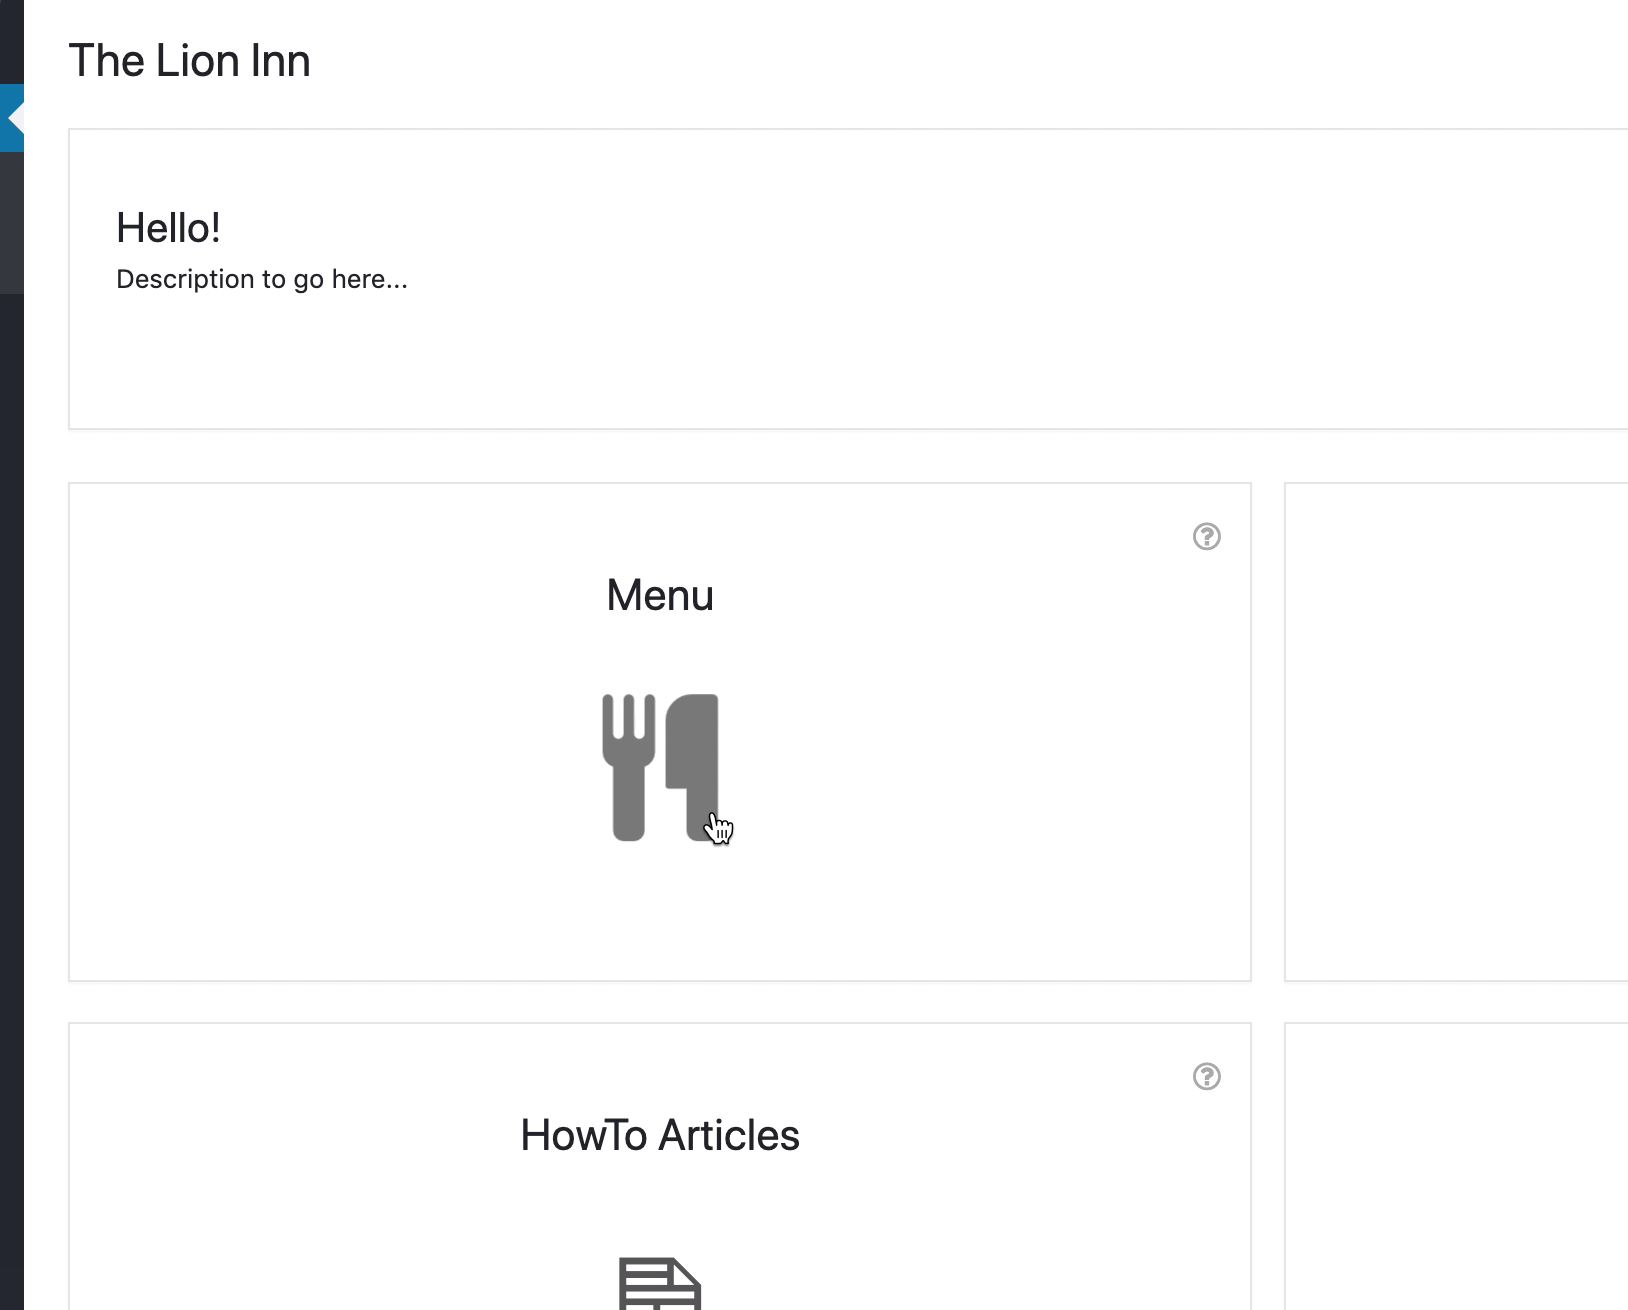 The Lion Inn
Hello!
Description to go here...
Menu
HowTo Articles